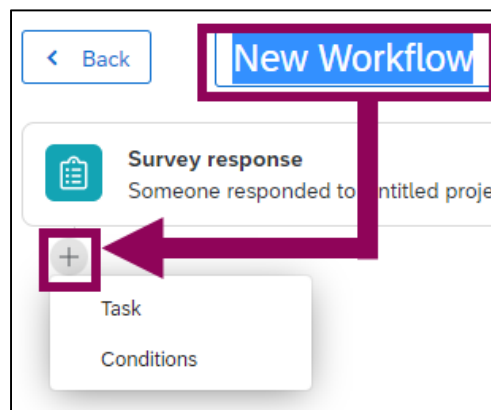 Back
New Workflow
Survey response
Someone responded to
Task
Conditions